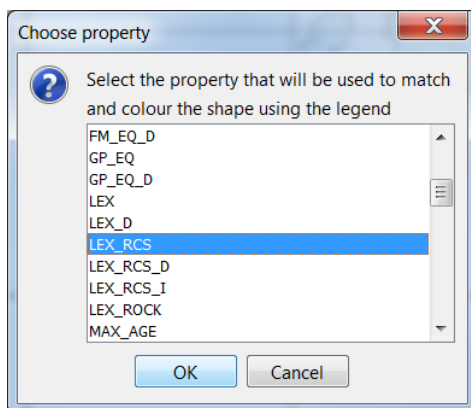 Choose property
Select the property that will be used to match
and colour the shape using the legend
FM_EQ_D
GP_EQ
GP_EQ_D
LEX
LEX_D
LEX_RCS
LEX_RCS_D
LEX_RCS_I
LEX_ROCK
MAX_AGE
OK Cancel